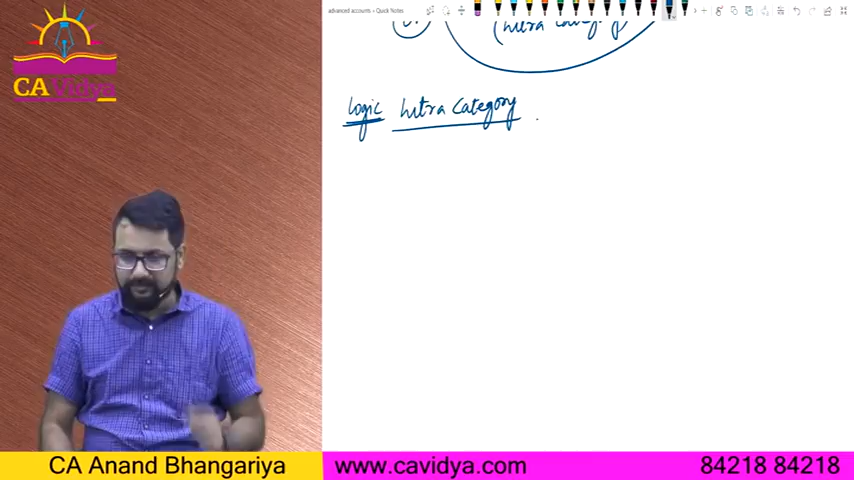 advanced accounts « Quick Notes
(Intra Category
CA Vidya
Logic Intra Category
CA Anand Bhangariya
www.cavidya.com
84218 84218